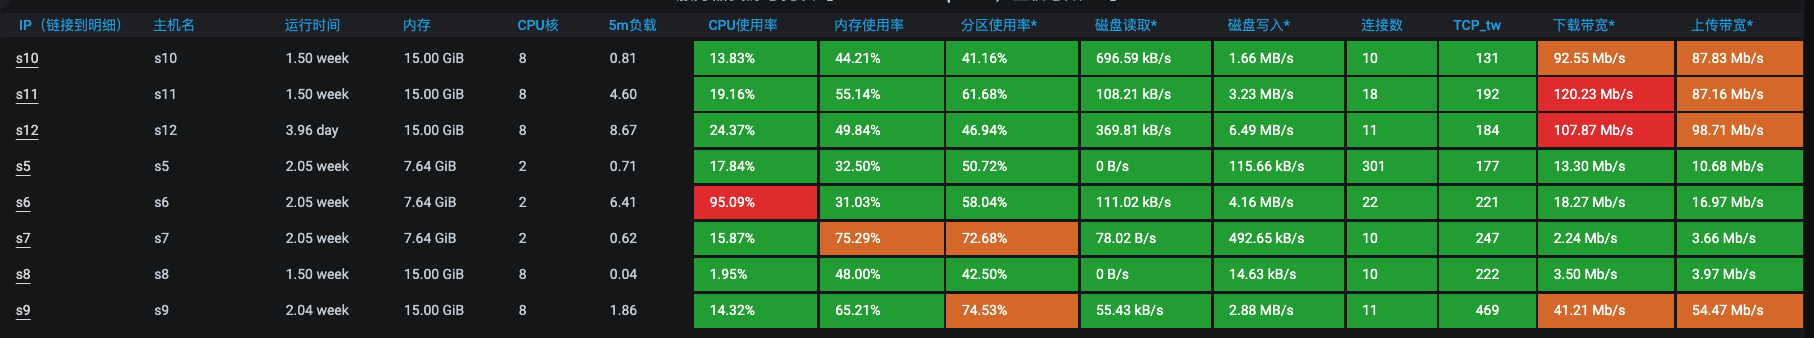 IP（链接到明细） 主机名 运行时间 内存 CPU核 5m负载 CPU使用率 内存使用率 分区使用率* 磁盘读取* 磁盘写入* 连接数 TCP_tw 下载带宽* 上传带宽*
s10 s10 1.50 week 15.00 GiB 8 0.81 13.83% 44.21% 41.16% 696.59 kB/s 1.66 MB/s 10 131 92.55 Mb/s 87.83 Mb/s
s11 s11 1.50 week 15.00 GiB 8 4.60 19.16% 55.14% 61.68% 108.21 kB/s 3.23 MB/s 18 192 120.23 Mb/s 87.16 Mb/s
s12 s12 3.96 day 15.00 GiB 8 8.67 24.37% 49.84% 46.94% 369.81 kB/s 6.49 MB/s 11 184 107.87 Mb/s 98.71 Mb/s
s5 s5 2.05 week 7.64 GiB 2 0.71 17.84% 32.50% 50.72% 0 B/s 115.66 kB/s 301 177 13.30 Mb/s 10.68 Mb/s
s6 s6 2.05 week 7.64 GiB 2 6.41 95.09% 31.03% 58.04% 111.02 kB/s 4.16 MB/s 22 221 18.27 Mb/s 16.97 Mb/s
s7 s7 2.05 week 7.64 GiB 2 0.62 15.87% 75.29% 72.68% 78.02 B/s 492.65 kB/s 10 247 2.24 Mb/s 3.66 Mb/s
s8 s8 1.50 week 15.00 GiB 8 0.04 1.95% 48.00% 42.50% 0 B/s 14.63 kB/s 10 222 3.50 Mb/s 3.97 Mb/s
s9 s9 2.04 week 15.00 GiB 8 1.86 14.32% 65.21% 74.53% 55.43 kB/s 2.88 MB/s 11 469 41.21 Mb/s 54.47 Mb/s